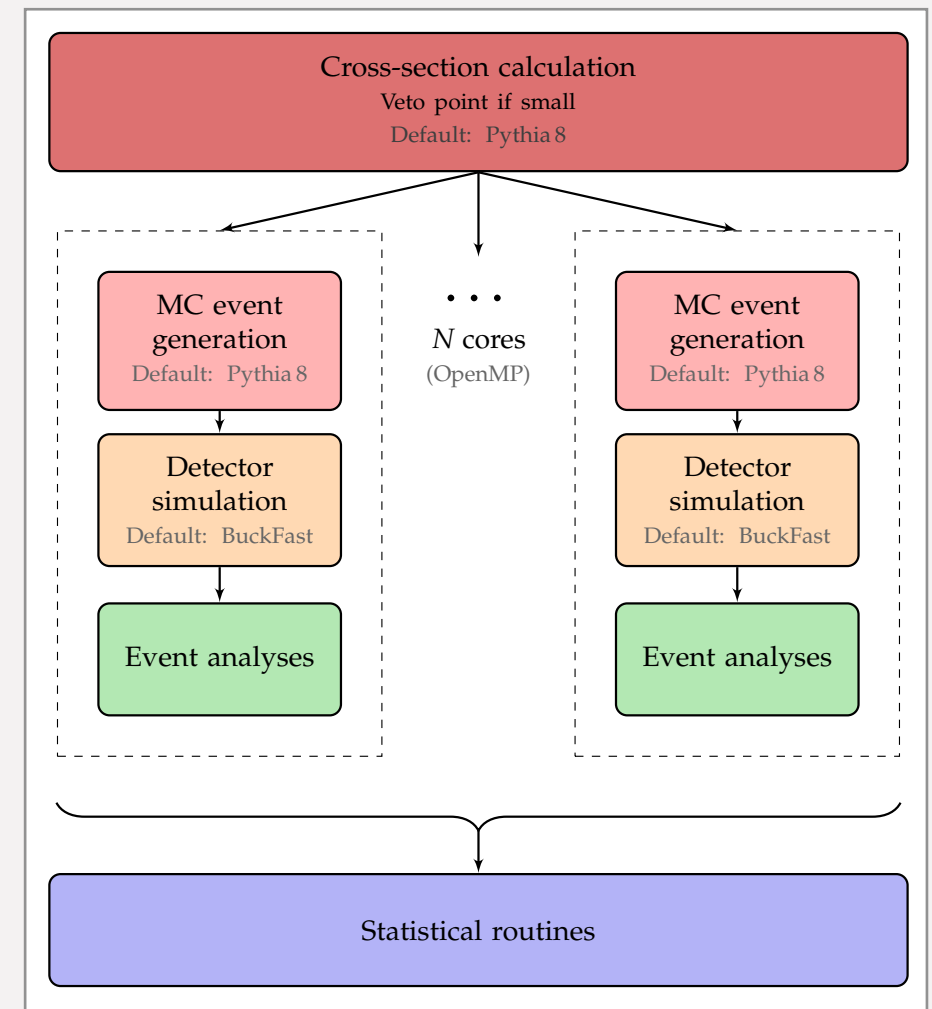 Cross-section calculation
Veto point if small
Default: Pythia 8
MC event
generation
Default: Pythia 8
Detector
simulation
Default: BuckFast
Event analyses
. . .
N cores
(OpenMP)
MC event
generation
Default: Pythia 8
Detector
simulation
Default: BuckFast
Event analyses
Statistical routines